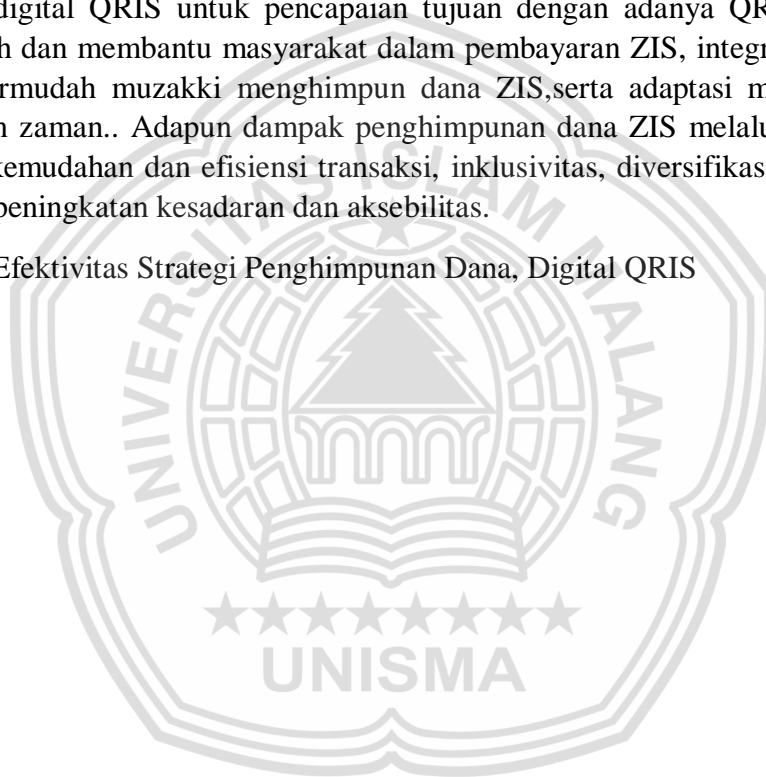 digital QRIS untuk pencapaian tujuan dengan adanya QR
dan membantu masyarakat dalam pembayaran ZIS, integr
muzakki menghimpun dana ZIS,serta adaptasi m
zaman.. Adapun dampak penghimpunan dana ZIS melalu
kemudahan dan efisiensi transaksi, inklusivitas, diversifikas
peningkatan kesadaran dan aksebilitas.
Efektivitas Strategi Penghimpunan Dana, Digital QRIS
UNIVERSITAS ISLAM MALANG
UNISMA